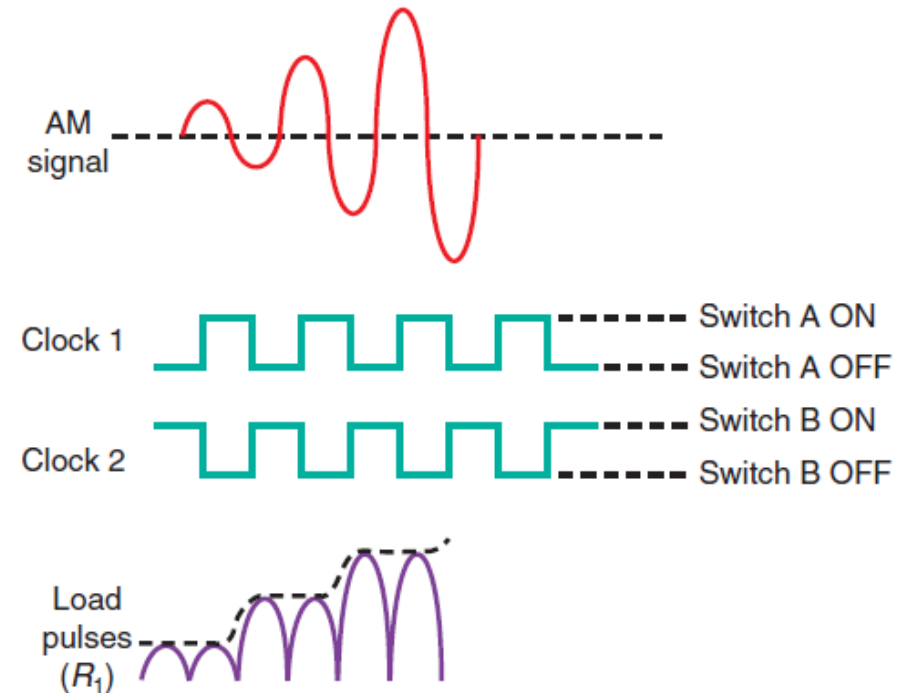 AM
signal
Clock 1
Switch A ON
Switch A OFF
Clock 2
Switch B ON
Switch B OFF
Load
pulses
(R₁)